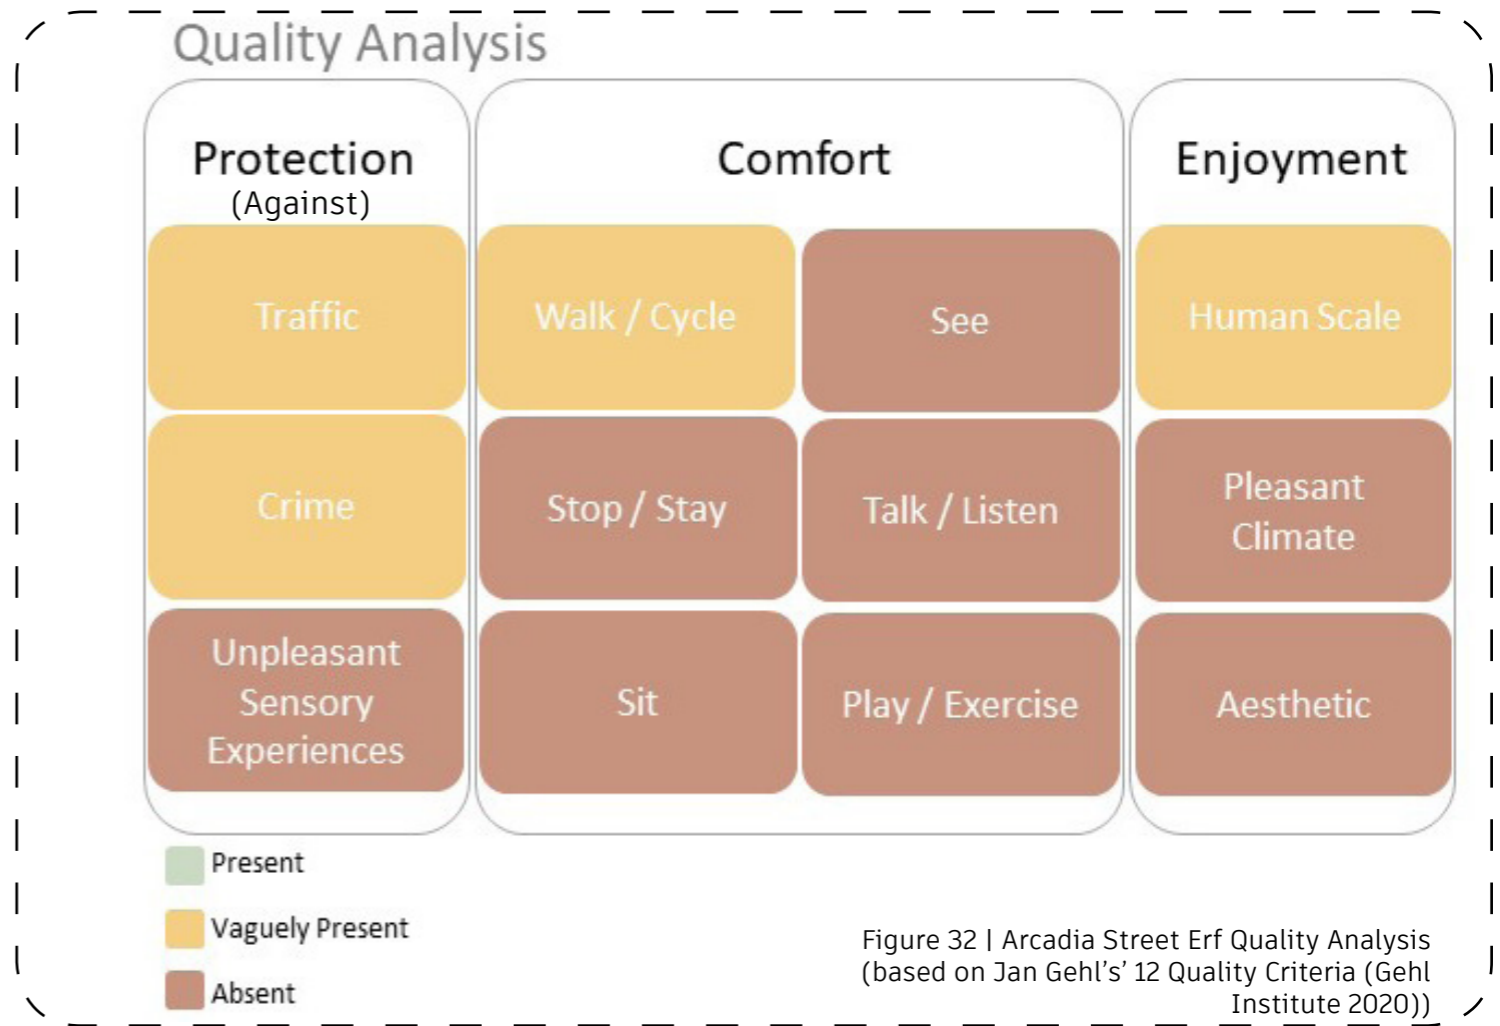 Quality Analysis
Protection
(Against)
Traffic
Crime
Unpleasant
Sensory
Experiences
Comfort
Walk / Cycle
See
Stop / Stay
Talk / Listen
Sit
Play / Exercise
Enjoyment
Human Scale
Pleasant
Climate
Aesthetic
Present
Vaguely Present
Absent
Figure 32 | Arcadia Street Erf Quality Analysis
(based on Jan Gehl's' 12 Quality Criteria (Gehl
Institute 2020))